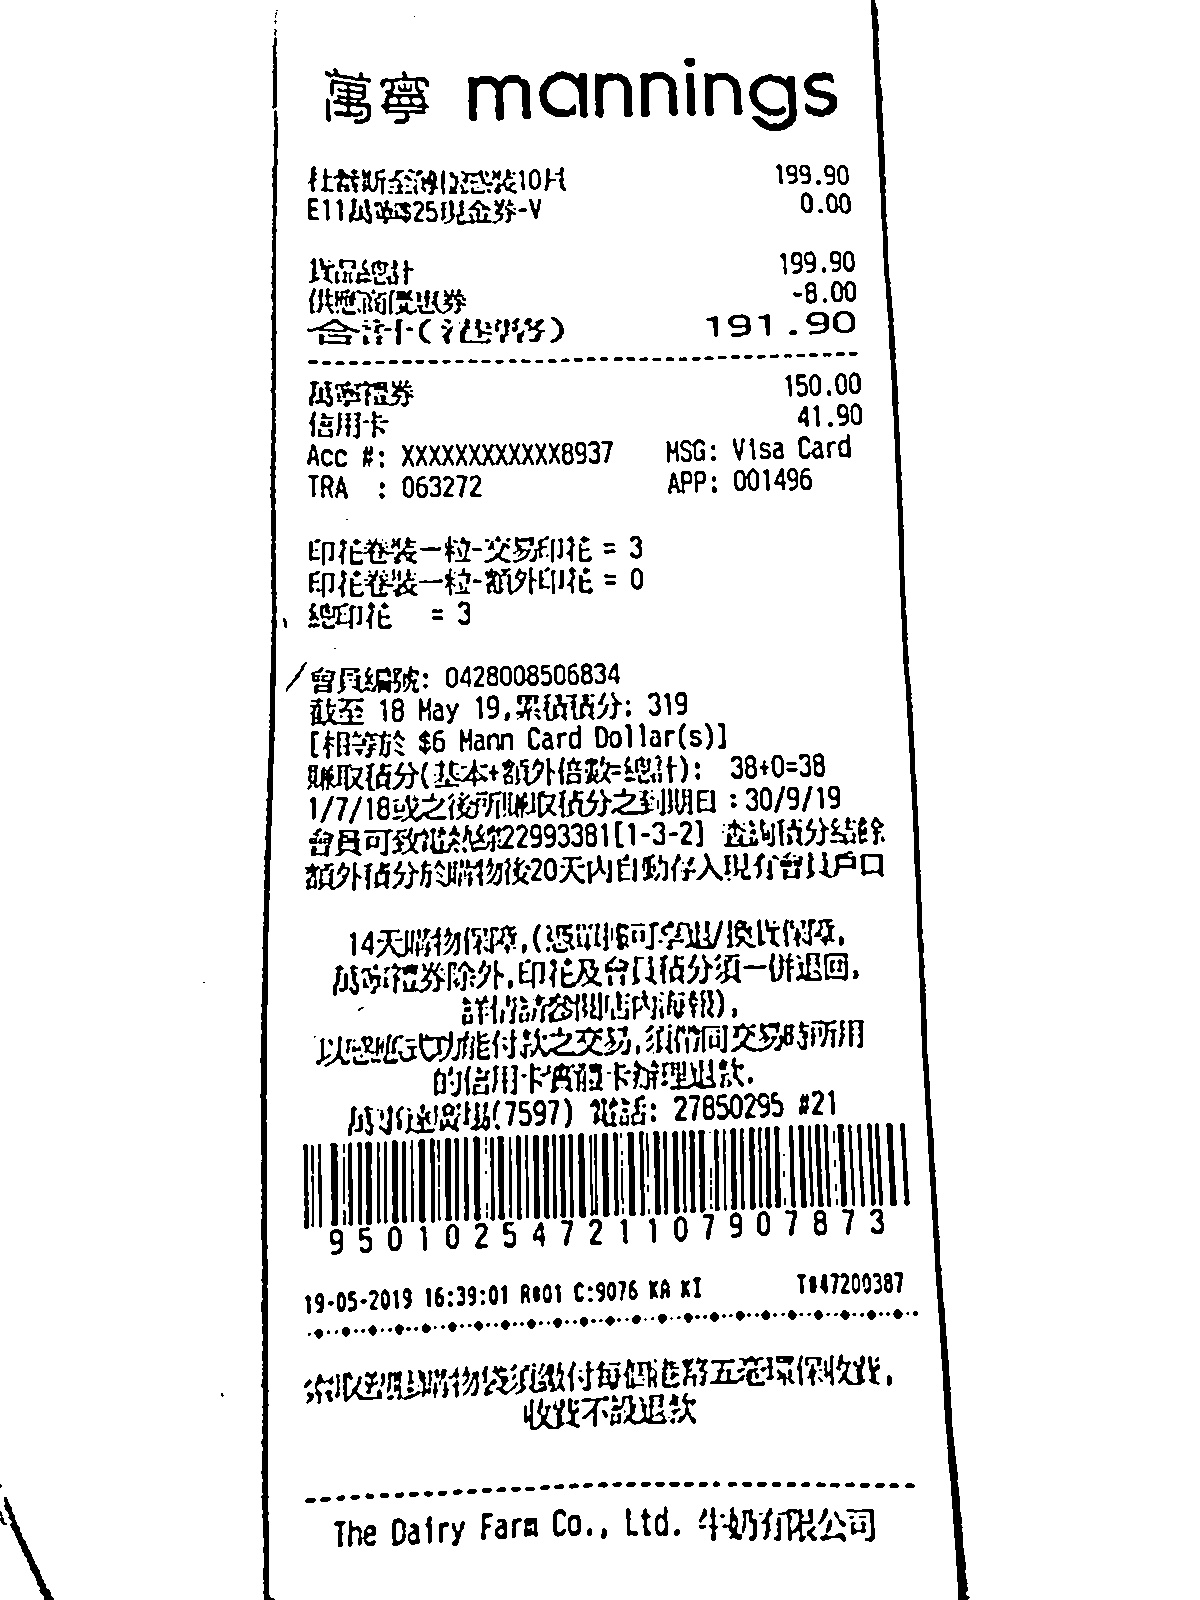 萬寧 mannings
杜蕾斯至薄快感裝10片 199.90
E11萬寧$25現金券-V 0.00
貨品總計 199.90
供應商優惠券 -8.00
合計(港幣) 191.90
萬寧禮券 150.00
信用卡 41.90
Acc #: XXXXXXXXXXXX8937 MSG: Visa Card
TRA : 063272 APP: 001496
印花卷裝一粒-交易印花 = 3
印花卷裝一粒-額外印花 = 0
總印花 = 3
會員編號: 0428008506834
截至 18 May 19,累積積分: 319
[相等於 $6 Mann Card Dollar(s)]
賺取積分(基本+額外倍數=總計): 38+0=38
1/7/18或之後所賺取積分之到期日 :30/9/19
會員可致電熱線22993381[1-3-2] 查詢積分結餘
額外積分於購物後20天內自動存入現有會員戶口
14天購物保障,(憑單據可享退/換貨保障,
萬寧禮券除外,印花及會員積分須一併退回,
詳情請參閱店內海報),
以感應式功能付款之交易,須帶同交易時所用
的信用卡實體卡辦理退款.
廣場(7597) 電話: 27850295 #21
95010254721107907873
19-05-2019 16:39:01 R#01 C:9076 KA KI T#47200387
索取塑膠購物袋須繳付每個港幣五毫環保收費,
收費不設退款
The Dairy Farm Co., Ltd. 牛奶有限公司